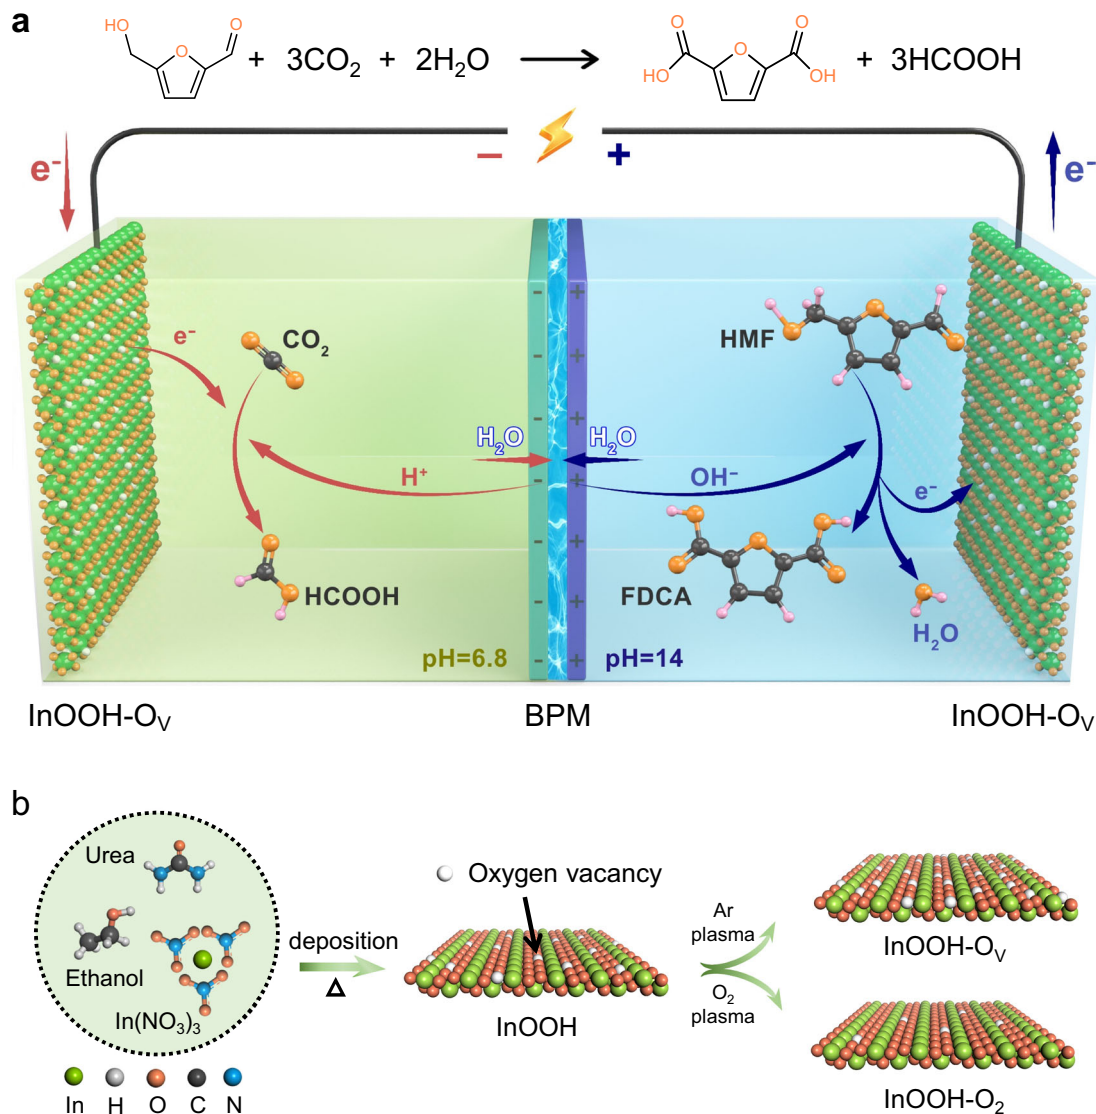 a
HO
O
O
+ 3CO₂ + 2H₂O
O
O
O
HO
OH
+ 3HCOOH
e⁻
−
+
e⁻
e⁻
CO₂
HMF
H₂O
H₂O
H⁺
OH⁻
e⁻
HCOOH
FDCA
H₂O
pH=6.8
pH=14
- +
- +
- +
- +
- +
- +
- +
InOOH-Oᵥ
BPM
InOOH-Oᵥ
b
Urea
Ethanol
In(NO₃)₃
In H O C N
deposition
Δ
Oxygen vacancy
InOOH
Ar
plasma
O₂
plasma
InOOH-Oᵥ
InOOH-O₂